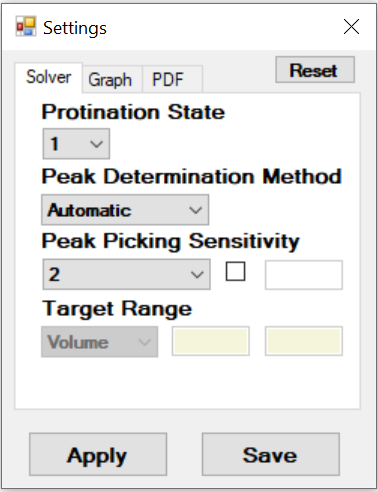 Settings
Solver Graph PDF Reset
Protination State
1
Peak Determination Method
Automatic
Peak Picking Sensitivity
2
Target Range
Volume
Apply Save